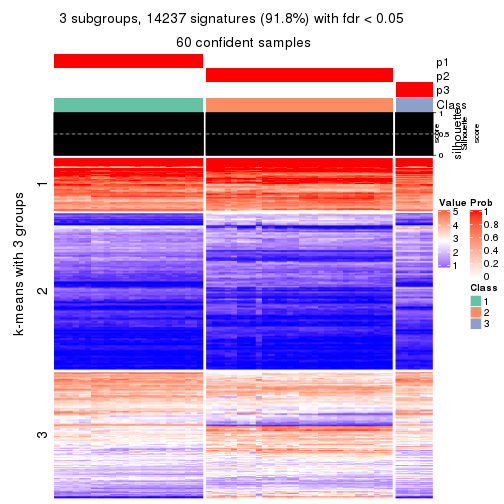 3 subgroups, 14237 signatures (91.8%) with fdr < 0.05
60 confident samples
p1
p2
p3
Class
1
0.5
0
silhouette
score
Silhouette
score
k-means with 3 groups
1
2
3
Value
5
4
3
2
1
Prob
1
0.8
0.6
0.4
0.2
0
Class
1
2
3